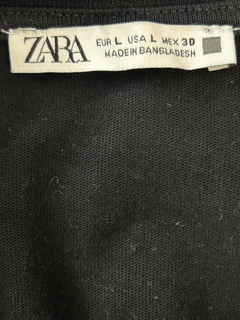 ZARA
EUR L USA L MEX 30
MADE IN BANGLADESH